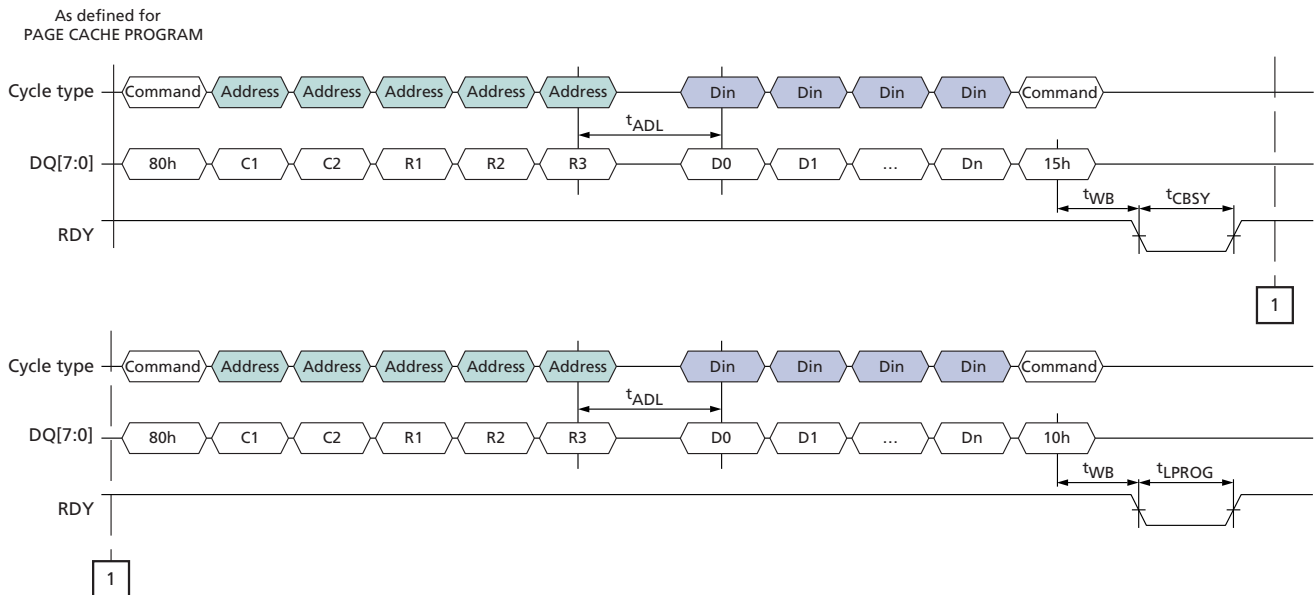 As defined for
PAGE CACHE PROGRAM
Cycle type Command Address Address Address Address Address Din Din Din Din Command
tADL
DQ[7:0] 80h C1 C2 R1 R2 R3 D0 D1 … Dn 15h
tWB tCBSY
RDY
1
Cycle type Command Address Address Address Address Address Din Din Din Din Command
tADL
DQ[7:0] 80h C1 C2 R1 R2 R3 D0 D1 … Dn 10h
tWB tLPROG
RDY
1